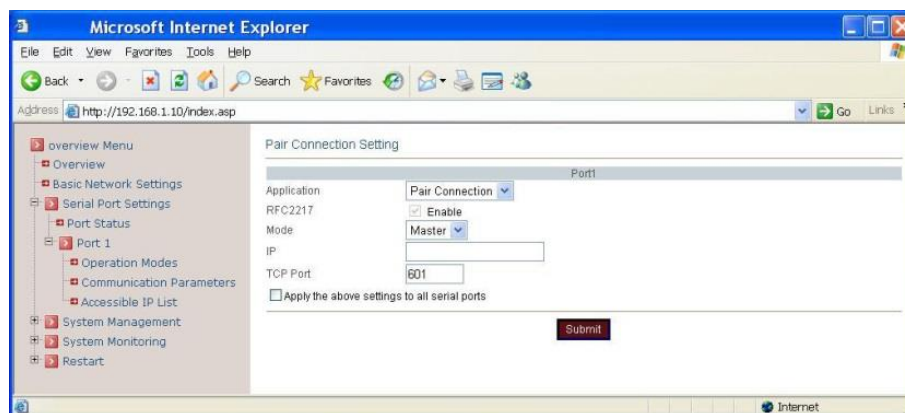 Microsoft Internet Explorer
File Edit View Favorites Tools Help
Back Search Favorites
Address http://192.168.1.10/index.asp Go Links
overview Menu
Overview
Basic Network Settings
Serial Port Settings
Port Status
Port 1
Operation Modes
Communication Parameters
Accessible IP List
System Management
System Monitoring
Restart
Pair Connection Setting
Port1
Application Pair Connection
RFC2217 Enable
Mode Master
IP
TCP Port 601
Apply the above settings to all serial ports
Submit
Internet